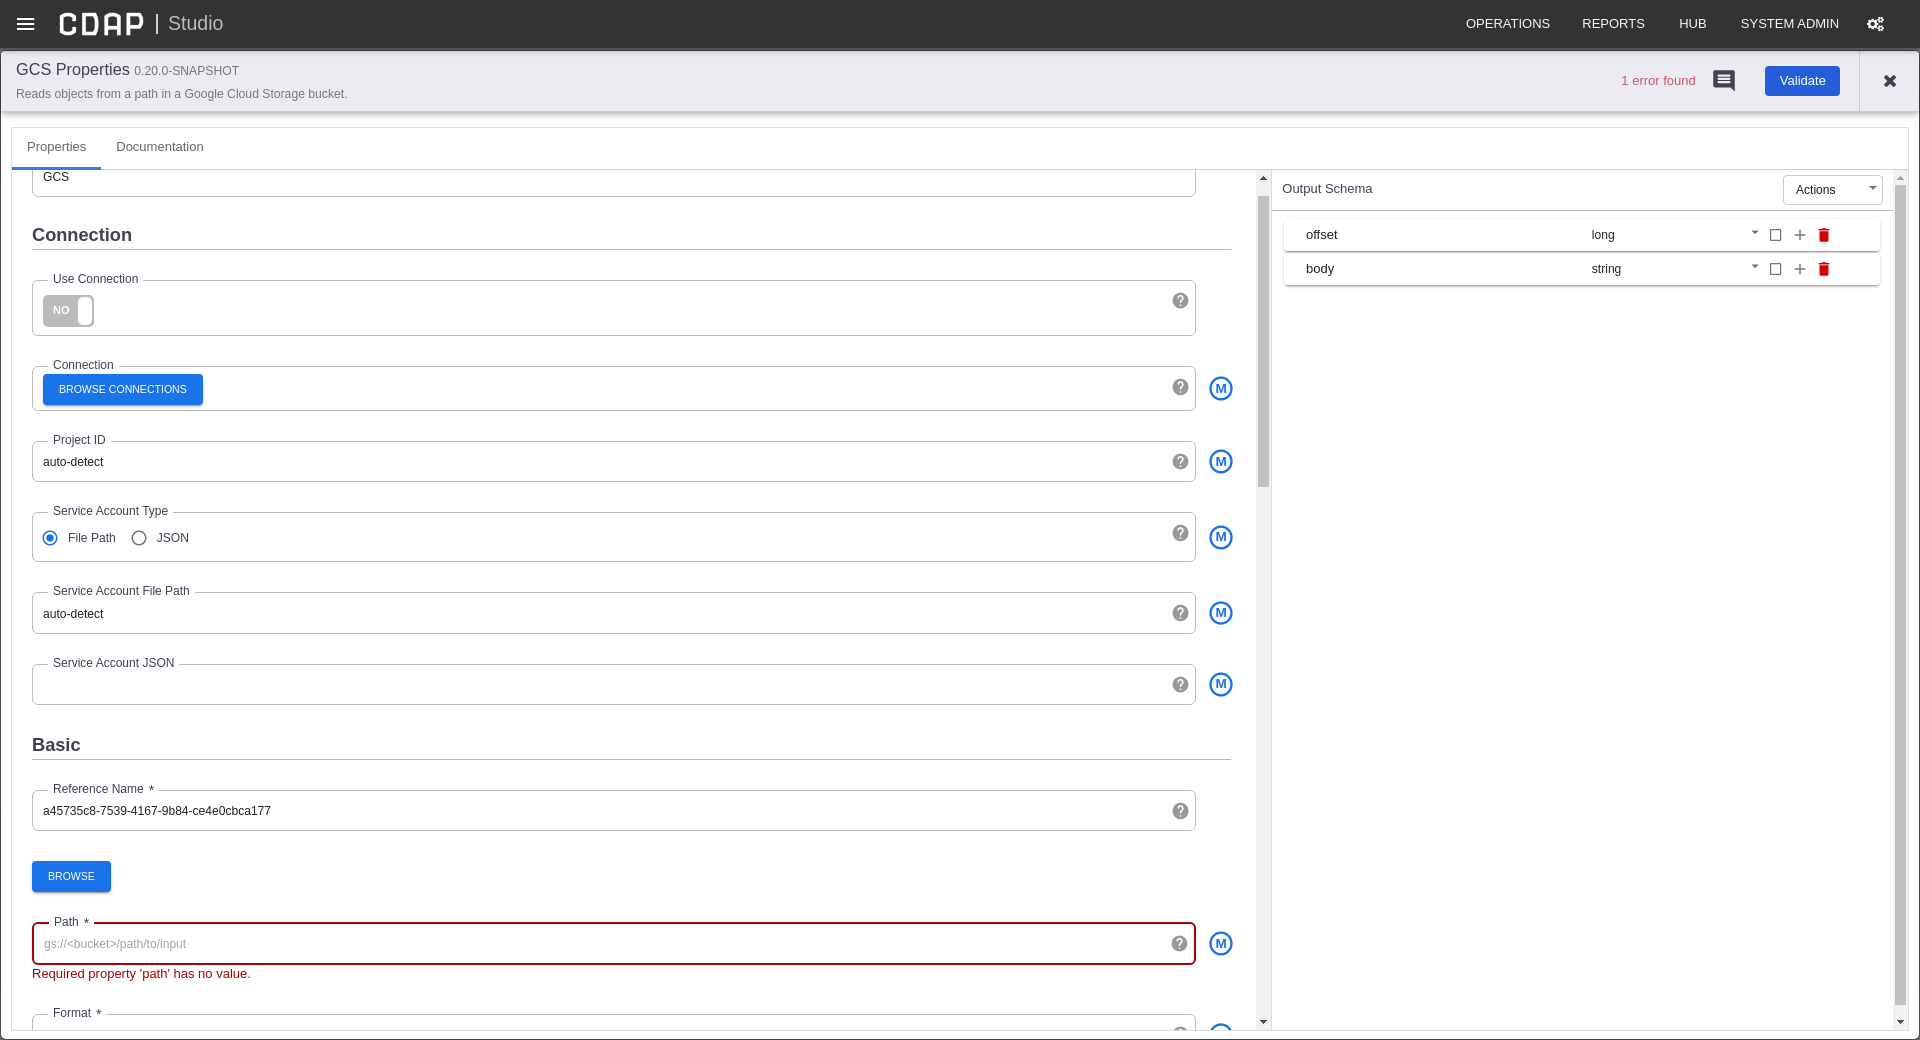 CDAP | Studio OPERATIONS REPORTS HUB SYSTEM ADMIN
GCS Properties 0.20.0-SNAPSHOT
Reads objects from a path in a Google Cloud Storage bucket.
1 error found Validate
Properties Documentation
GCS
Connection
Use Connection
NO
Connection
BROWSE CONNECTIONS
M
Project ID
auto-detect
M
Service Account Type
File Path JSON
M
Service Account File Path
auto-detect
M
Service Account JSON
M
Basic
Reference Name *
a45735c8-7539-4167-9b84-ce4e0cbca177
BROWSE
Path *
gs://<bucket>/path/to/input
M
Required property 'path' has no value.
Format *
Output Schema Actions
offset long
body string